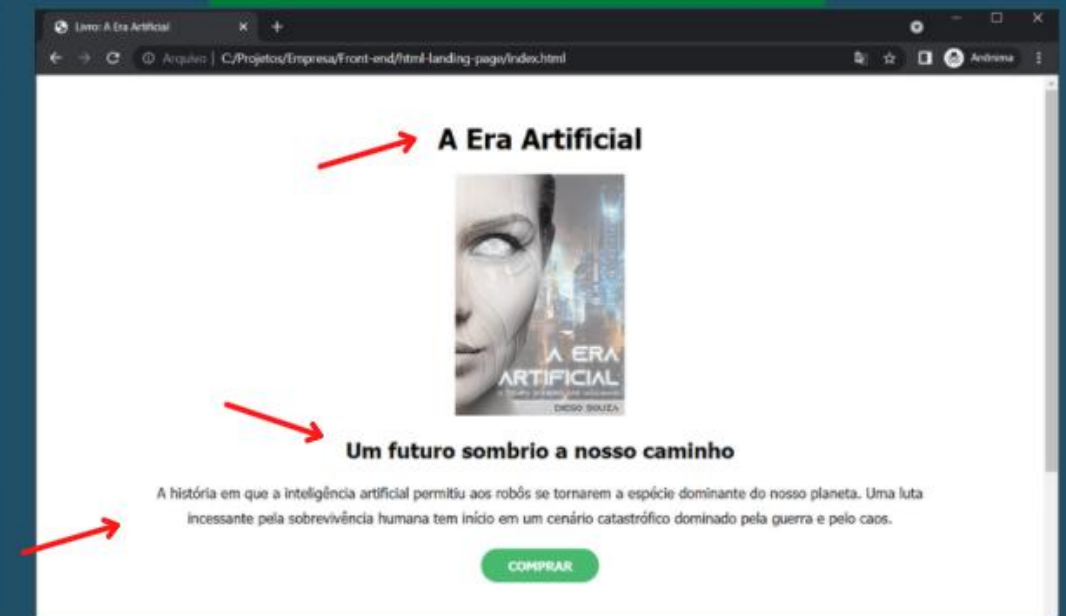 Livro: A Era Artificial
Arquivo | C:/Projetos/Empresa/Front-end/html-landing-page/index.html
Anônima
A Era Artificial
A ERA
ARTIFICIAL
DIEGO SOUZA
Um futuro sombrio a nosso caminho
A história em que a inteligência artificial permitiu aos robôs se tornarem a espécie dominante do nosso planeta. Uma luta
incessante pela sobrevivência humana tem início em um cenário catastrófico dominado pela guerra e pelo caos.
COMPRAR